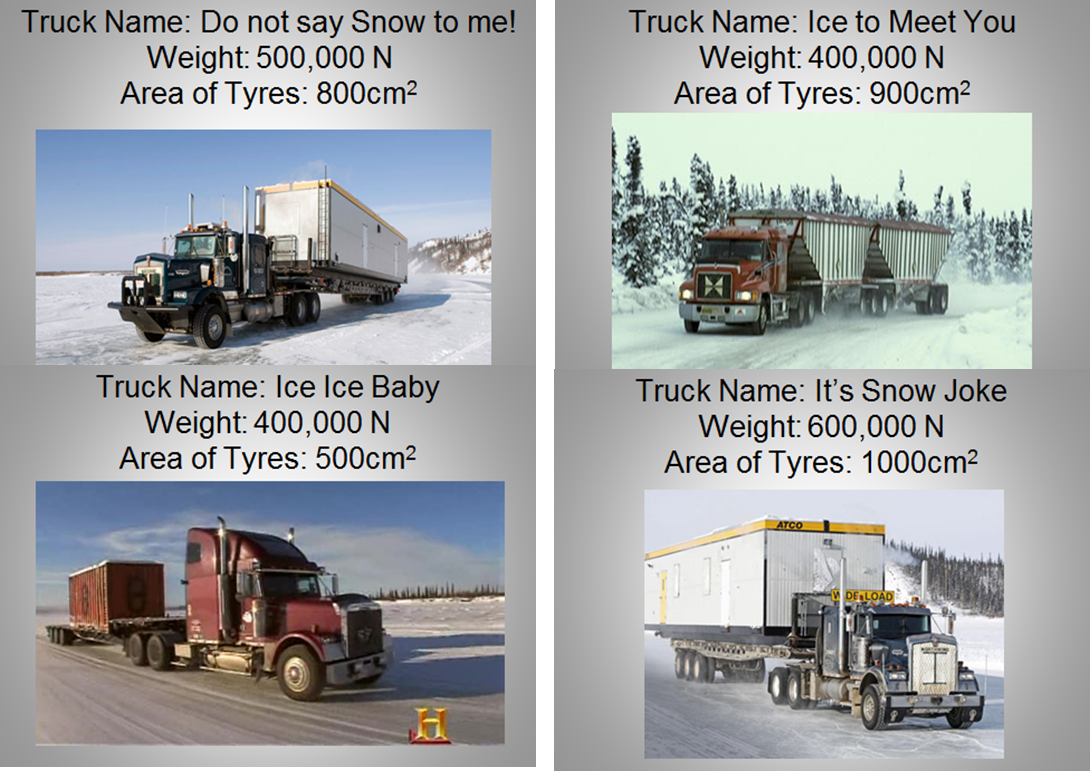 Truck Name: Do not say Snow to me!
Weight: 500,000 N
Area of Tyres: 800cm²
Truck Name: Ice to Meet You
Weight: 400,000 N
Area of Tyres: 900cm²
Truck Name: Ice Ice Baby
Weight: 400,000 N
Area of Tyres: 500cm²
H
Truck Name: It’s Snow Joke
Weight: 600,000 N
Area of Tyres: 1000cm²
ATCO
WIDE LOAD